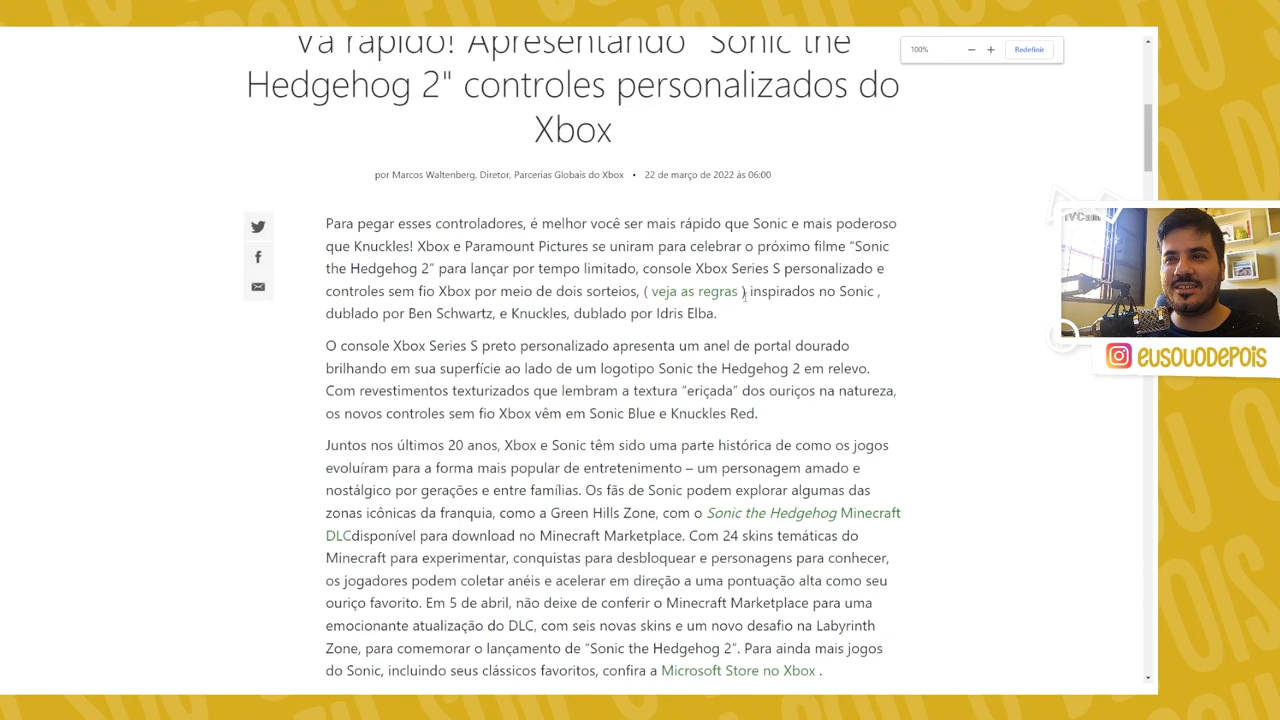 Vá rápido! Apresentando "Sonic the
Hedgehog 2" controles personalizados do
Xbox
100%
Redefinir
por Marcos Waltenberg, Diretor, Parcerias Globais do Xbox • 22 de março de 2022 às 06:00
Para pegar esses controladores, é melhor você ser mais rápido que Sonic e mais poderoso
que Knuckles! Xbox e Paramount Pictures se uniram para celebrar o próximo filme “Sonic
the Hedgehog 2” para lançar por tempo limitado, console Xbox Series S personalizado e
controles sem fio Xbox por meio de dois sorteios, ( veja as regras ) inspirados no Sonic ,
dublado por Ben Schwartz, e Knuckles, dublado por Idris Elba.
O console Xbox Series S preto personalizado apresenta um anel de portal dourado
brilhando em sua superfície ao lado de um logotipo Sonic the Hedgehog 2 em relevo.
Com revestimentos texturizados que lembram a textura “eriçada” dos ouriços na natureza,
os novos controles sem fio Xbox vêm em Sonic Blue e Knuckles Red.
Juntos nos últimos 20 anos, Xbox e Sonic têm sido uma parte histórica de como os jogos
evoluíram para a forma mais popular de entretenimento – um personagem amado e
nostálgico por gerações e entre famílias. Os fãs de Sonic podem explorar algumas das
zonas icônicas da franquia, como a Green Hills Zone, com o Sonic the Hedgehog Minecraft
DLCdisponível para download no Minecraft Marketplace. Com 24 skins temáticas do
Minecraft para experimentar, conquistas para desbloquear e personagens para conhecer,
os jogadores podem coletar anéis e acelerar em direção a uma pontuação alta como seu
ouriço favorito. Em 5 de abril, não deixe de conferir o Minecraft Marketplace para uma
emocionante atualização do DLC, com seis novas skins e um novo desafio na Labyrinth
Zone, para comemorar o lançamento de “Sonic the Hedgehog 2”. Para ainda mais jogos
do Sonic, incluindo seus clássicos favoritos, confira a Microsoft Store no Xbox .
iVCam
EUSOUODEPOIS